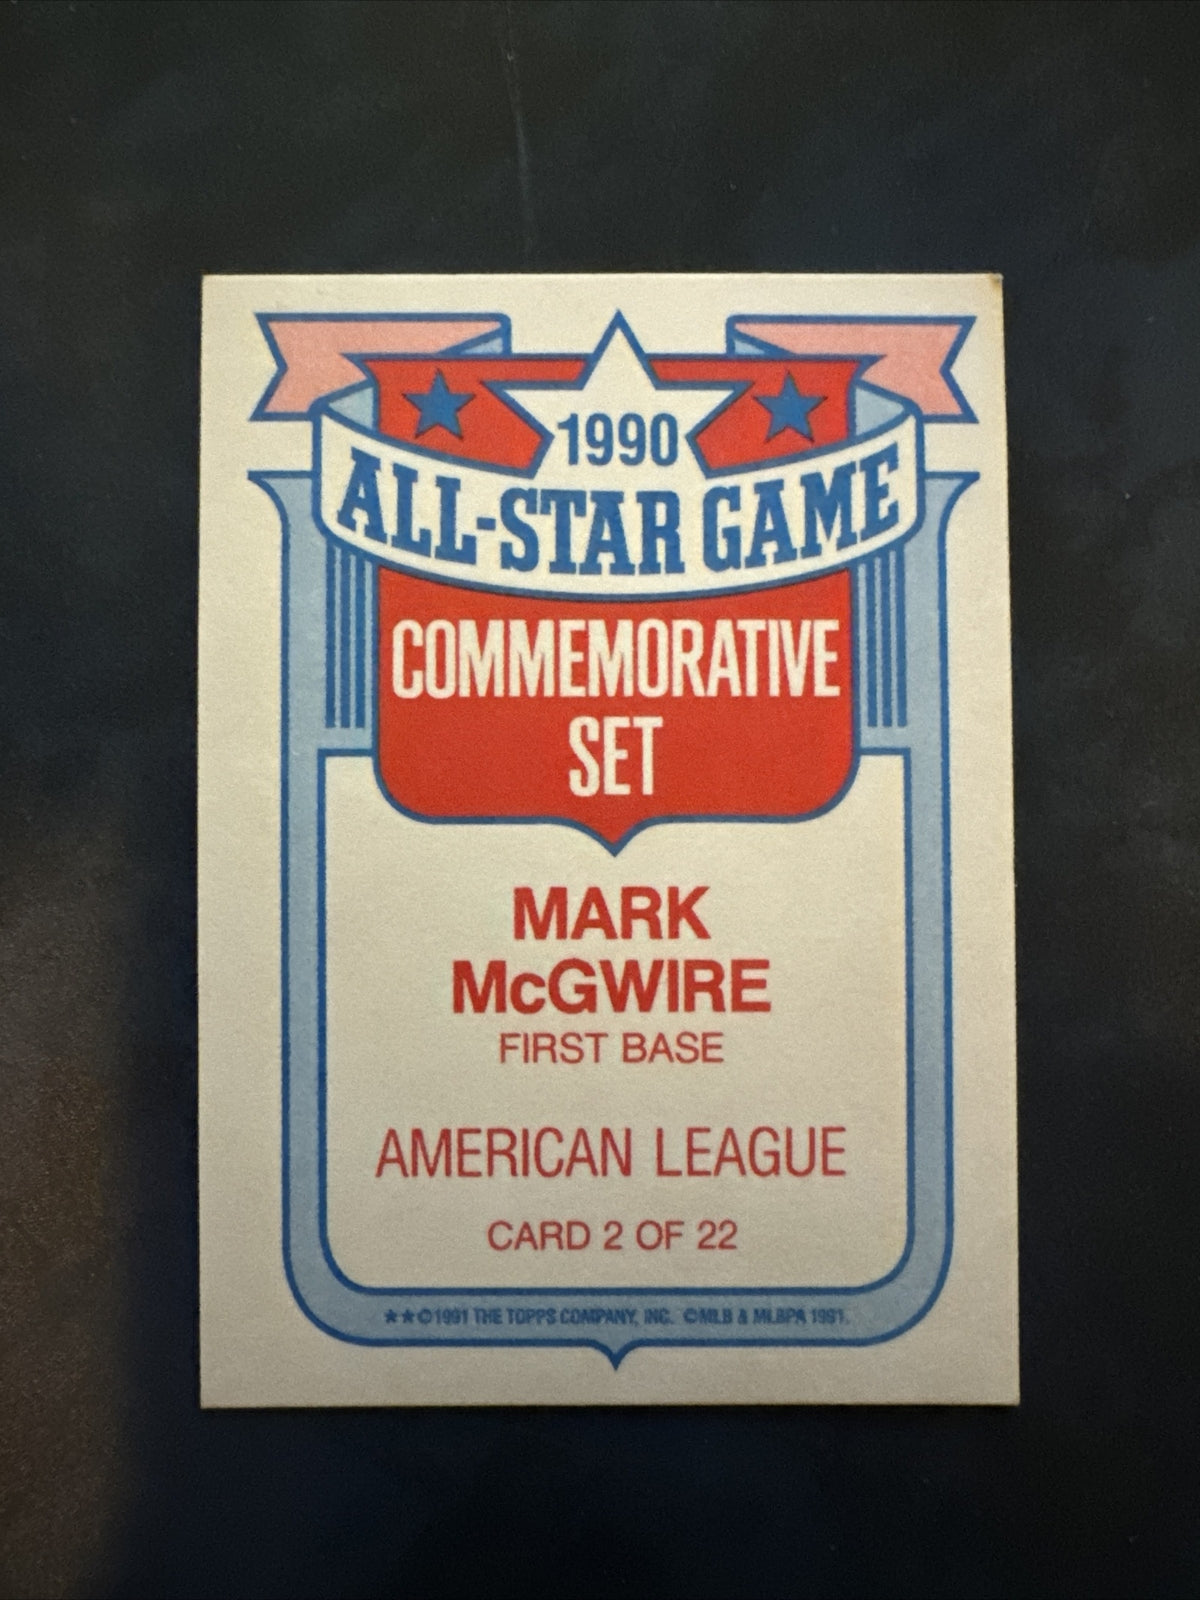 1990
ALL-STAR GAME
COMMEMORATIVE
SET
MARK
McGWIRE
FIRST BASE
AMERICAN LEAGUE
CARD 2 OF 22
★★©1991 THE TOPPS COMPANY, INC. ©MLB & MLBPA 1991.